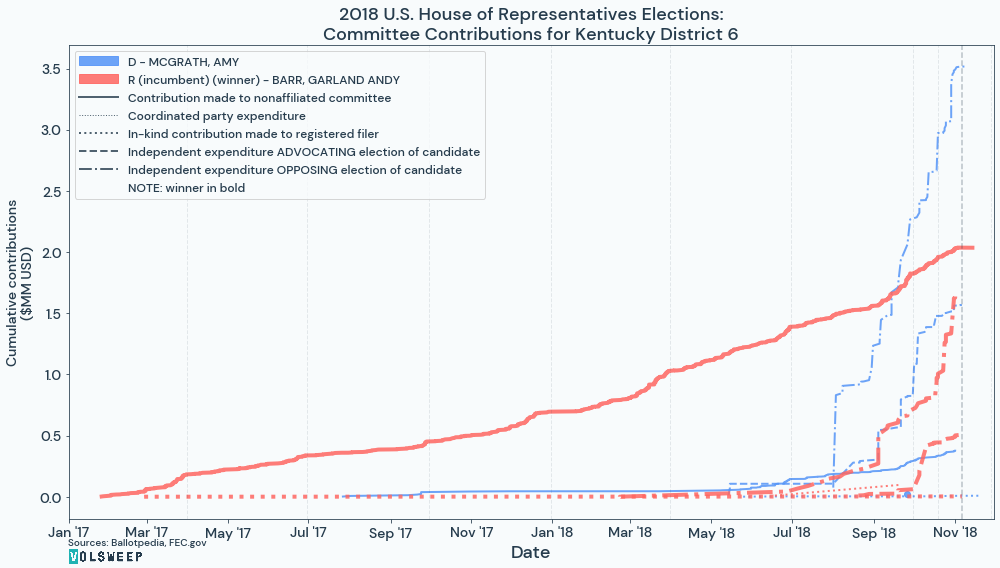 2018 U.S. House of Representatives Elections:
Committee Contributions for Kentucky District 6
D - MCGRATH, AMY
R (incumbent) (winner) - BARR, GARLAND ANDY
Contribution made to nonaffiliated committee
Coordinated party expenditure
In-kind contribution made to registered filer
Independent expenditure ADVOCATING election of candidate
Independent expenditure OPPOSING election of candidate
NOTE: winner in bold
Cumulative contributions
($MM USD)
3.5
3.0
2.5
2.0
1.5
1.0
0.5
0.0
Jan '17
Mar '17
May '17
Jul '17
Sep '17
Nov '17
Jan '18
Mar '18
May '18
Jul '18
Sep '18
Nov '18
Date
Sources: Ballotpedia, FEC.gov
VOLSWEEP